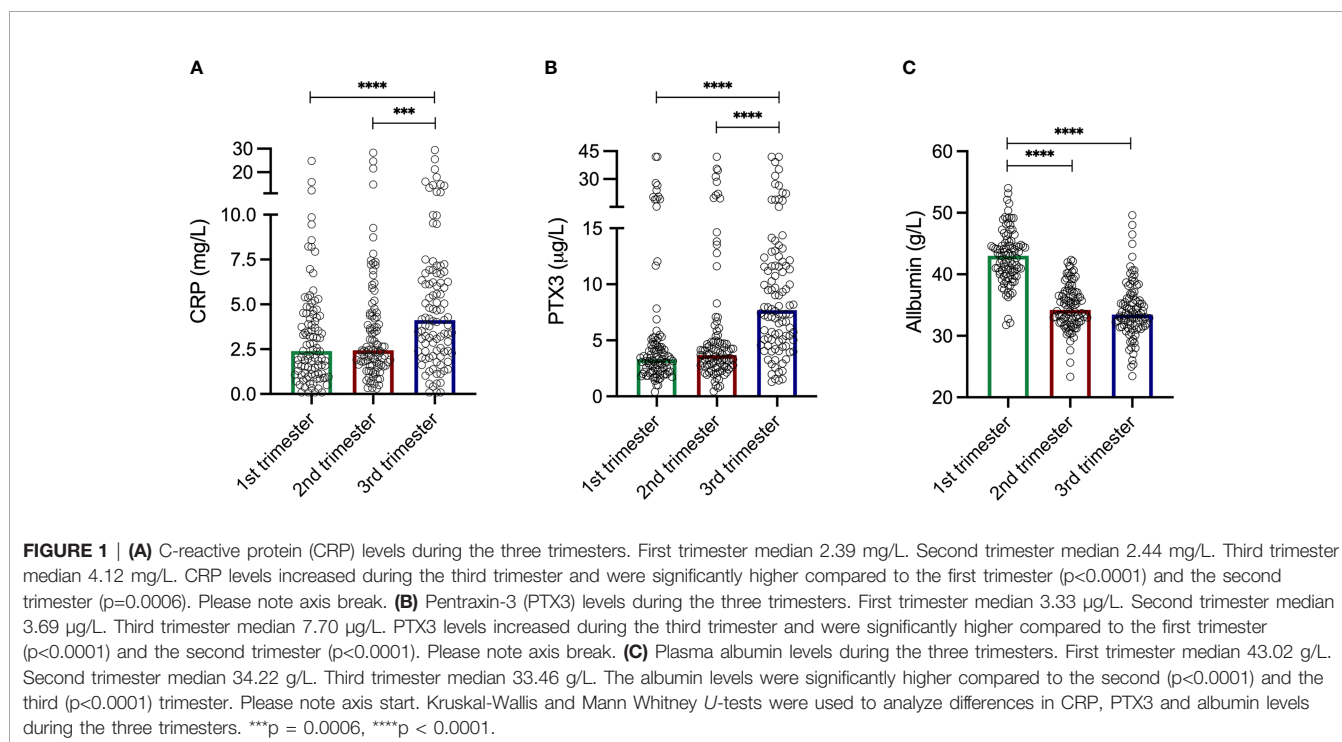 A
B
C
****
***
****
****
****
****
CRP (mg/L)
30
20
10.0
7.5
5.0
2.5
0.0
1st trimester
2nd trimester
3rd trimester
PTX3 (µg/L)
45
30
15
10
5
0
1st trimester
2nd trimester
3rd trimester
Allbumin (g/L)
60
50
40
30
20
1st trimester
2nd trimester
3rd trimester
FIGURE 1 | (A) C-reactive protein (CRP) levels during the three trimesters. First trimester median 2.39 mg/L. Second trimester median 2.44 mg/L. Third trimester
median 4.12 mg/L. CRP levels increased during the third trimester and were significantly higher compared to the first trimester (p<0.0001) and the second
trimester (p=0.0006). Please note axis break. (B) Pentraxin-3 (PTX3) levels during the three trimesters. First trimester median 3.33 µg/L. Second trimester median
3.69 µg/L. Third trimester median 7.70 µg/L. PTX3 levels increased during the third trimester and were significantly higher compared to the first trimester
(p<0.0001) and the second trimester (p<0.0001). Please note axis break. (C) Plasma albumin levels during the three trimesters. First trimester median 43.02 g/L.
Second trimester median 34.22 g/L. Third trimester median 33.46 g/L. The albumin levels were significantly higher compared to the second (p<0.0001) and the
third (p<0.0001) trimester. Please note axis start. Kruskal-Wallis and Mann Whitney U-tests were used to analyze differences in CRP, PTX3 and albumin levels
during the three trimesters. ***p = 0.0006, ****p < 0.0001.